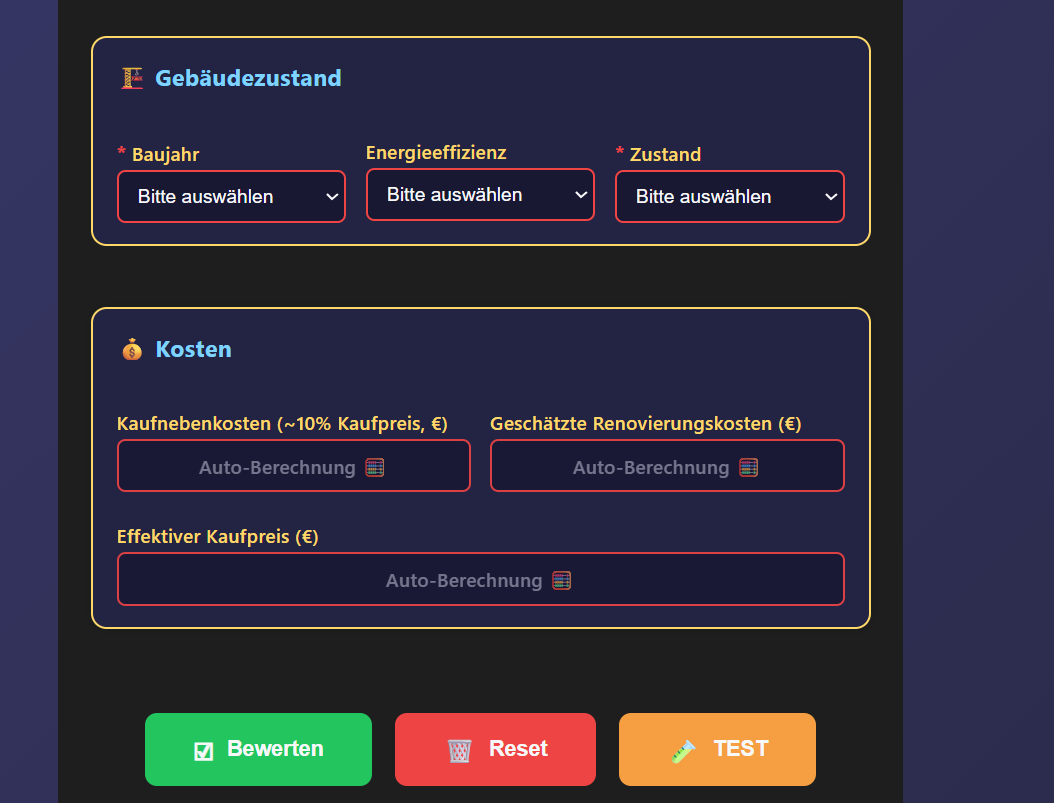 Gebäudezustand
* Baujahr
Energieeffizienz
* Zustand
Bitte auswählen
Bitte auswählen
Bitte auswählen
Kosten
Kaufnebenkosten (~10% Kaufpreis, €)
Geschätzte Renovierungskosten (€)
Auto-Berechnung
Auto-Berechnung
Effektiver Kaufpreis (€)
Auto-Berechnung
Bewerten
Reset
TEST